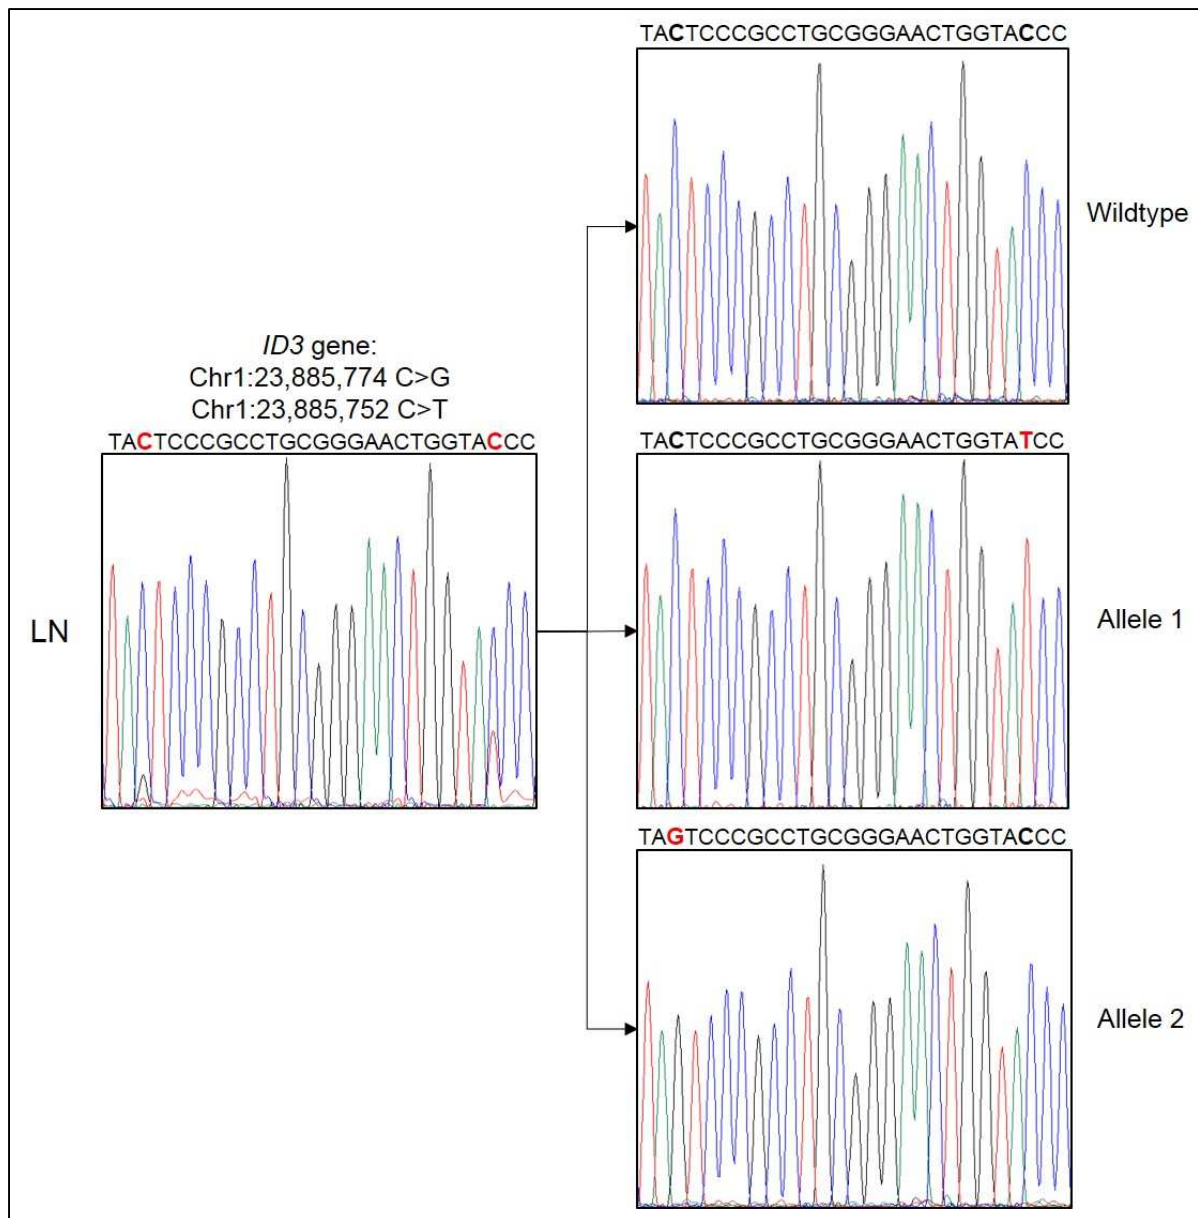 TACTCCCGCCTGCGGGAACTGGTACCC
Wildtype
ID3 gene:
Chr1:23,885,774 C>G
Chr1:23,885,752 C>T
TACTCCCGCCTGCGGGAACTGGTACCC
LN
TACTCCCGCCTGCGGGAACTGGTATCC
Allele 1
TAGTCCCGCCTGCGGGAACTGGTACCC
Allele 2